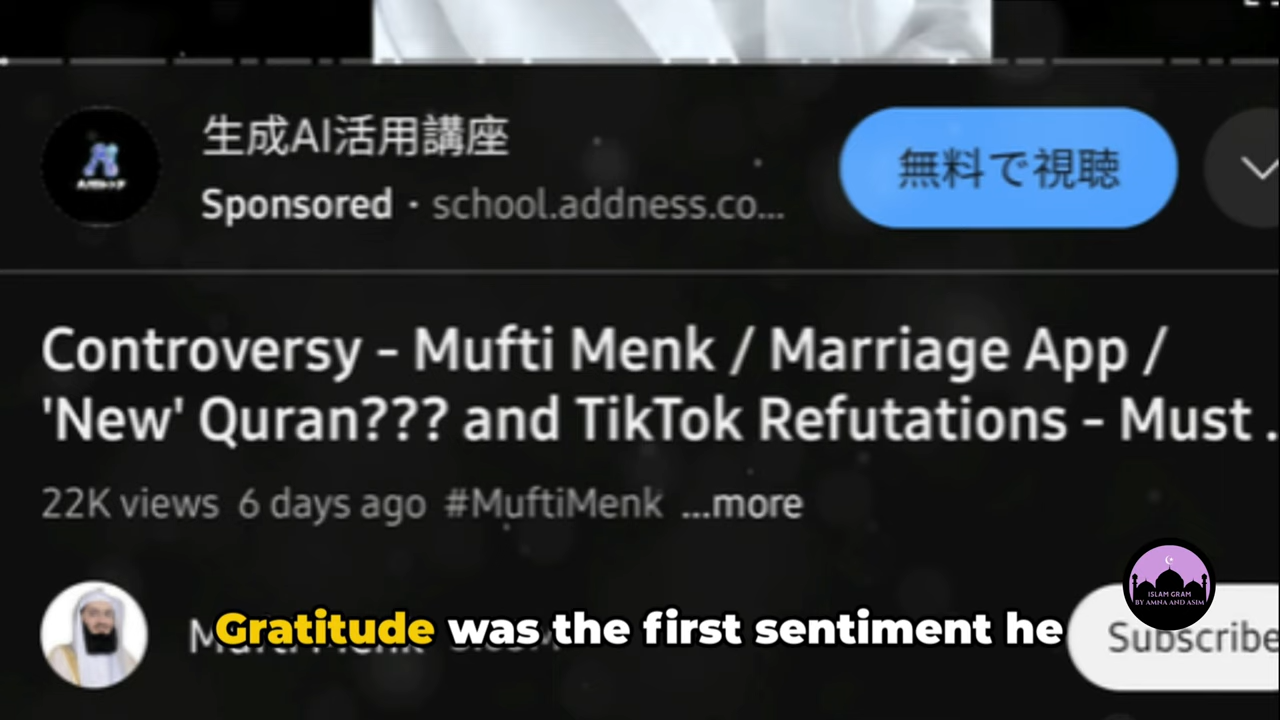 生成AI活用講座
無料で視聴
Sponsored · school.addness.co...
Controversy - Mufti Menk / Marriage App /
'New' Quran??? and TikTok Refutations - Must .
22K views 6 days ago #MuftiMenk ...more
Gratitude was the first sentiment he
Subscribe
ISLAM GRAM
BY AMNA AND ASIM